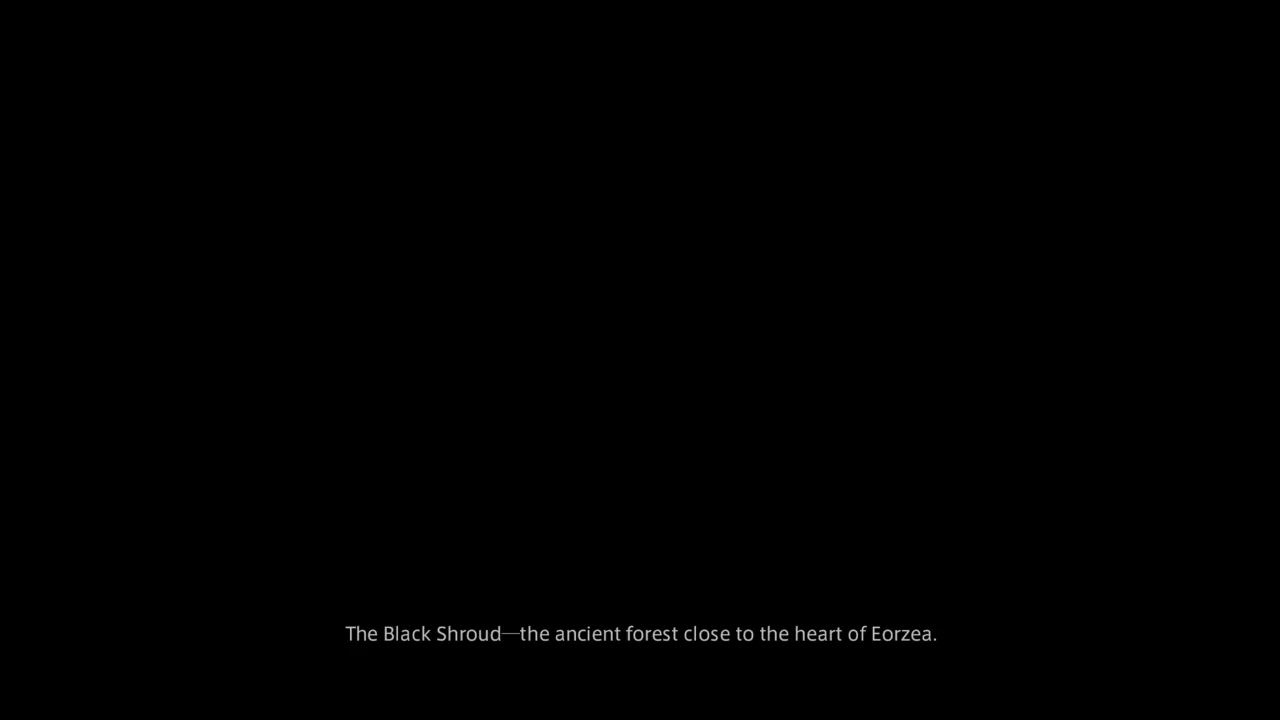 The Black Shroud—the ancient forest close to the heart of Eorzea.